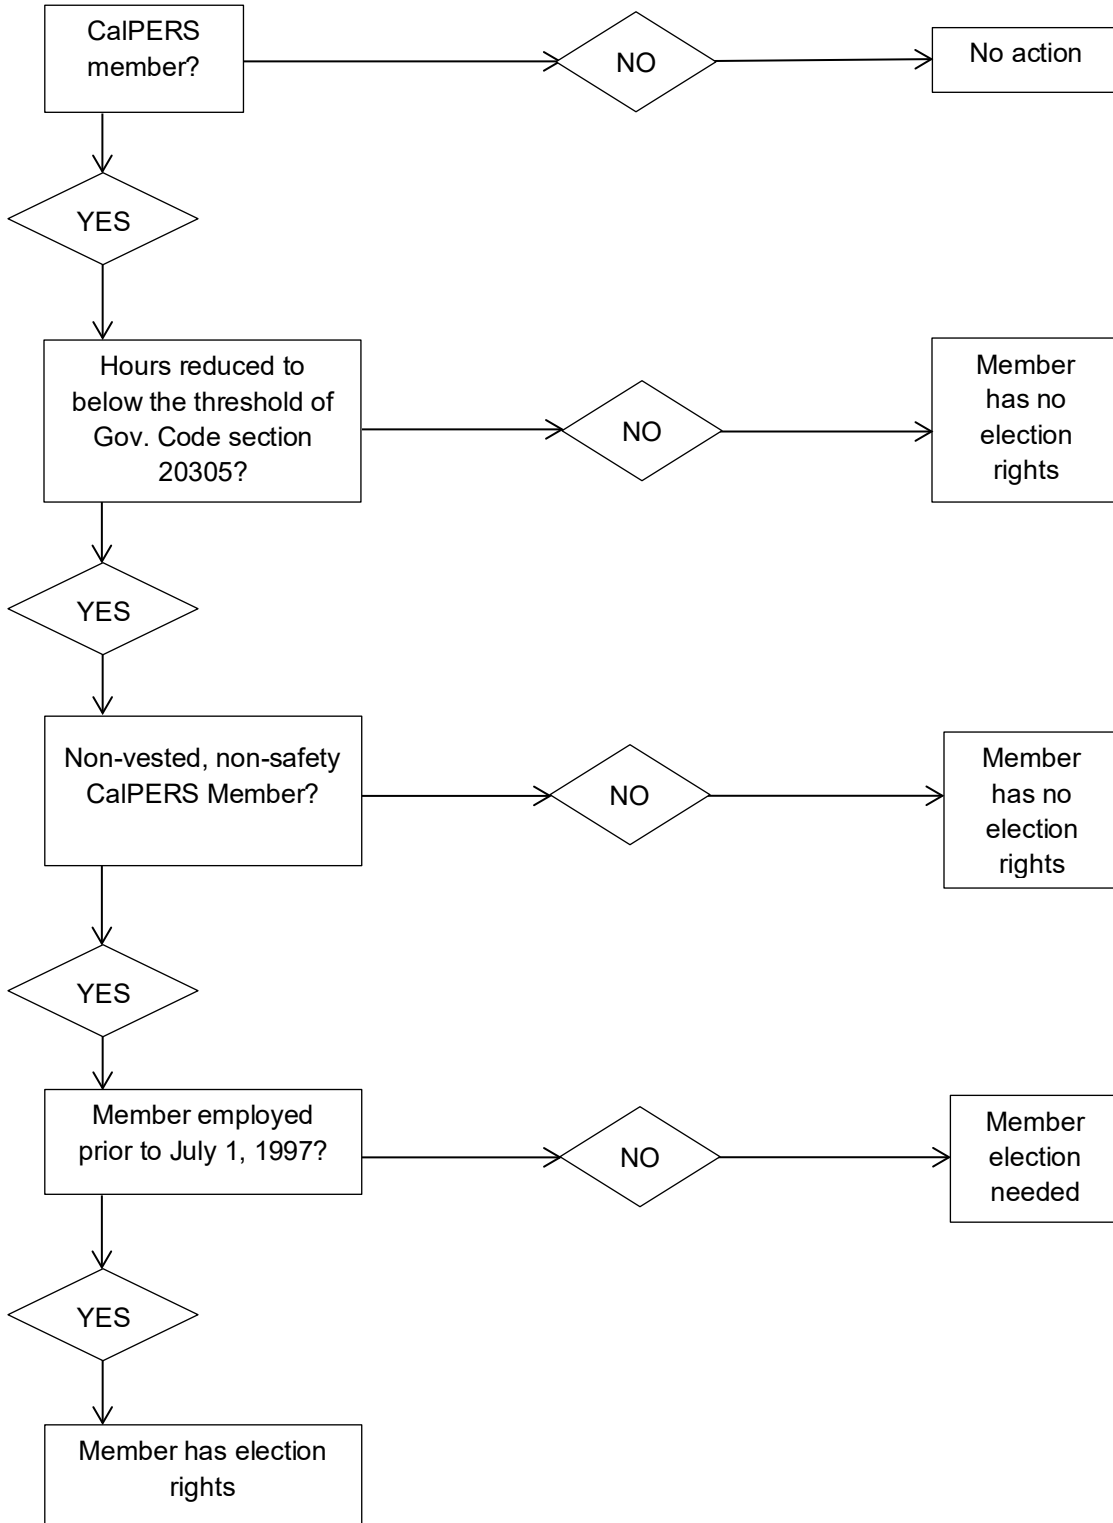 CalPERS
member?
NO
No action
YES
Hours reduced to
below the threshold of
Gov. Code section
20305?
NO
Member
has no
election
rights
YES
Non-vested, non-safety
CalPERS Member?
NO
Member
has no
election
rights
YES
Member employed
prior to July 1, 1997?
NO
Member
election
needed
YES
Member has election
rights